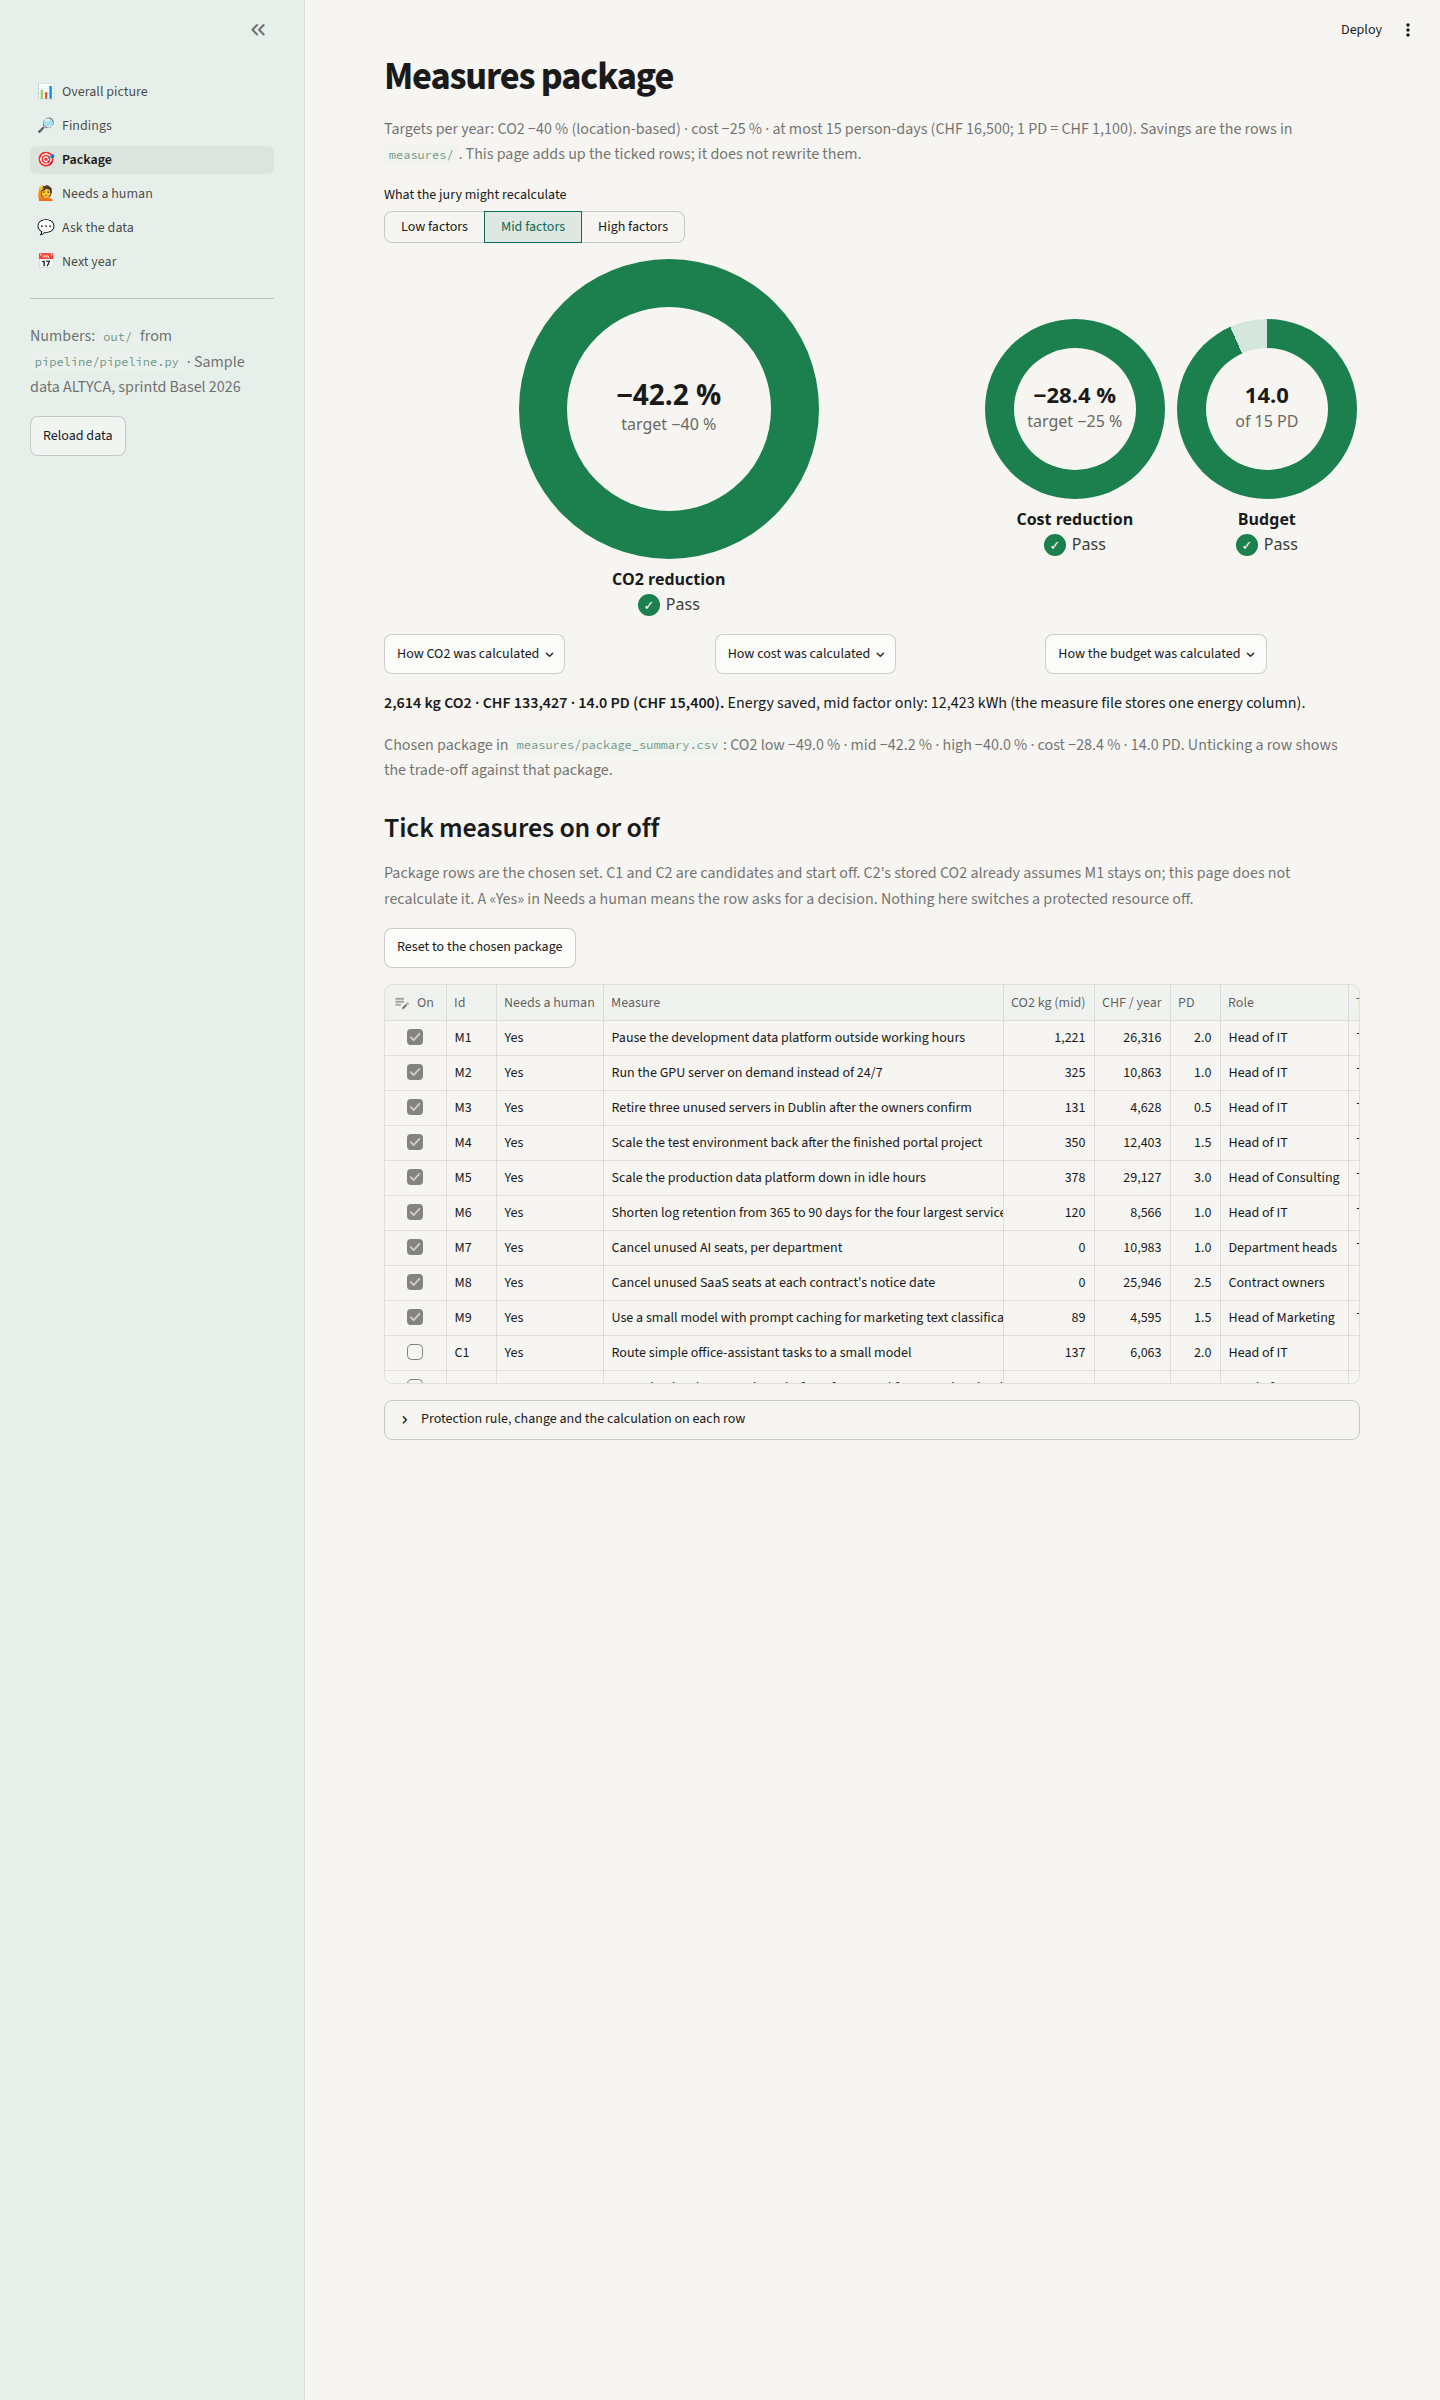 Deploy
Overall picture
Findings
Package
Needs a human
Ask the data
Next year
Numbers: out/ from
pipeline/pipeline.py · Sample
data ALTYCA, sprintd Basel 2026
Reload data
Measures package
Targets per year: CO2 −40 % (location-based) · cost −25 % · at most 15 person-days (CHF 16,500; 1 PD = CHF 1,100). Savings are the rows in
measures/ . This page adds up the ticked rows; it does not rewrite them.
What the jury might recalculate
Low factors Mid factors High factors
−42.2 %
target −40 %
CO2 reduction
✓ Pass
−28.4 %
target −25 %
Cost reduction
✓ Pass
14.0
of 15 PD
Budget
✓ Pass
How CO2 was calculated
How cost was calculated
How the budget was calculated
2,614 kg CO2 · CHF 133,427 · 14.0 PD (CHF 15,400). Energy saved, mid factor only: 12,423 kWh (the measure file stores one energy column).
Chosen package in measures/package_summary.csv : CO2 low −49.0 % · mid −42.2 % · high −40.0 % · cost −28.4 % · 14.0 PD. Unticking a row shows
the trade-off against that package.
Tick measures on or off
Package rows are the chosen set. C1 and C2 are candidates and start off. C2's stored CO2 already assumes M1 stays on; this page does not
recalculate it. A «Yes» in Needs a human means the row asks for a decision. Nothing here switches a protected resource off.
Reset to the chosen package
On Id Needs a human Measure CO2 kg (mid) CHF / year PD Role
M1 Yes Pause the development data platform outside working hours 1,221 26,316 2.0 Head of IT
M2 Yes Run the GPU server on demand instead of 24/7 325 10,863 1.0 Head of IT
M3 Yes Retire three unused servers in Dublin after the owners confirm 131 4,628 0.5 Head of IT
M4 Yes Scale the test environment back after the finished portal project 350 12,403 1.5 Head of IT
M5 Yes Scale the production data platform down in idle hours 378 29,127 3.0 Head of Consulting
M6 Yes Shorten log retention from 365 to 90 days for the four largest service 120 8,566 1.0 Head of IT
M7 Yes Cancel unused AI seats, per department 0 10,983 1.0 Department heads
M8 Yes Cancel unused SaaS seats at each contract's notice date 0 25,946 2.5 Contract owners
M9 Yes Use a small model with prompt caching for marketing text classifica 89 4,595 1.5 Head of Marketing
C1 Yes Route simple office-assistant tasks to a small model 137 6,063 2.0 Head of IT
Protection rule, change and the calculation on each row